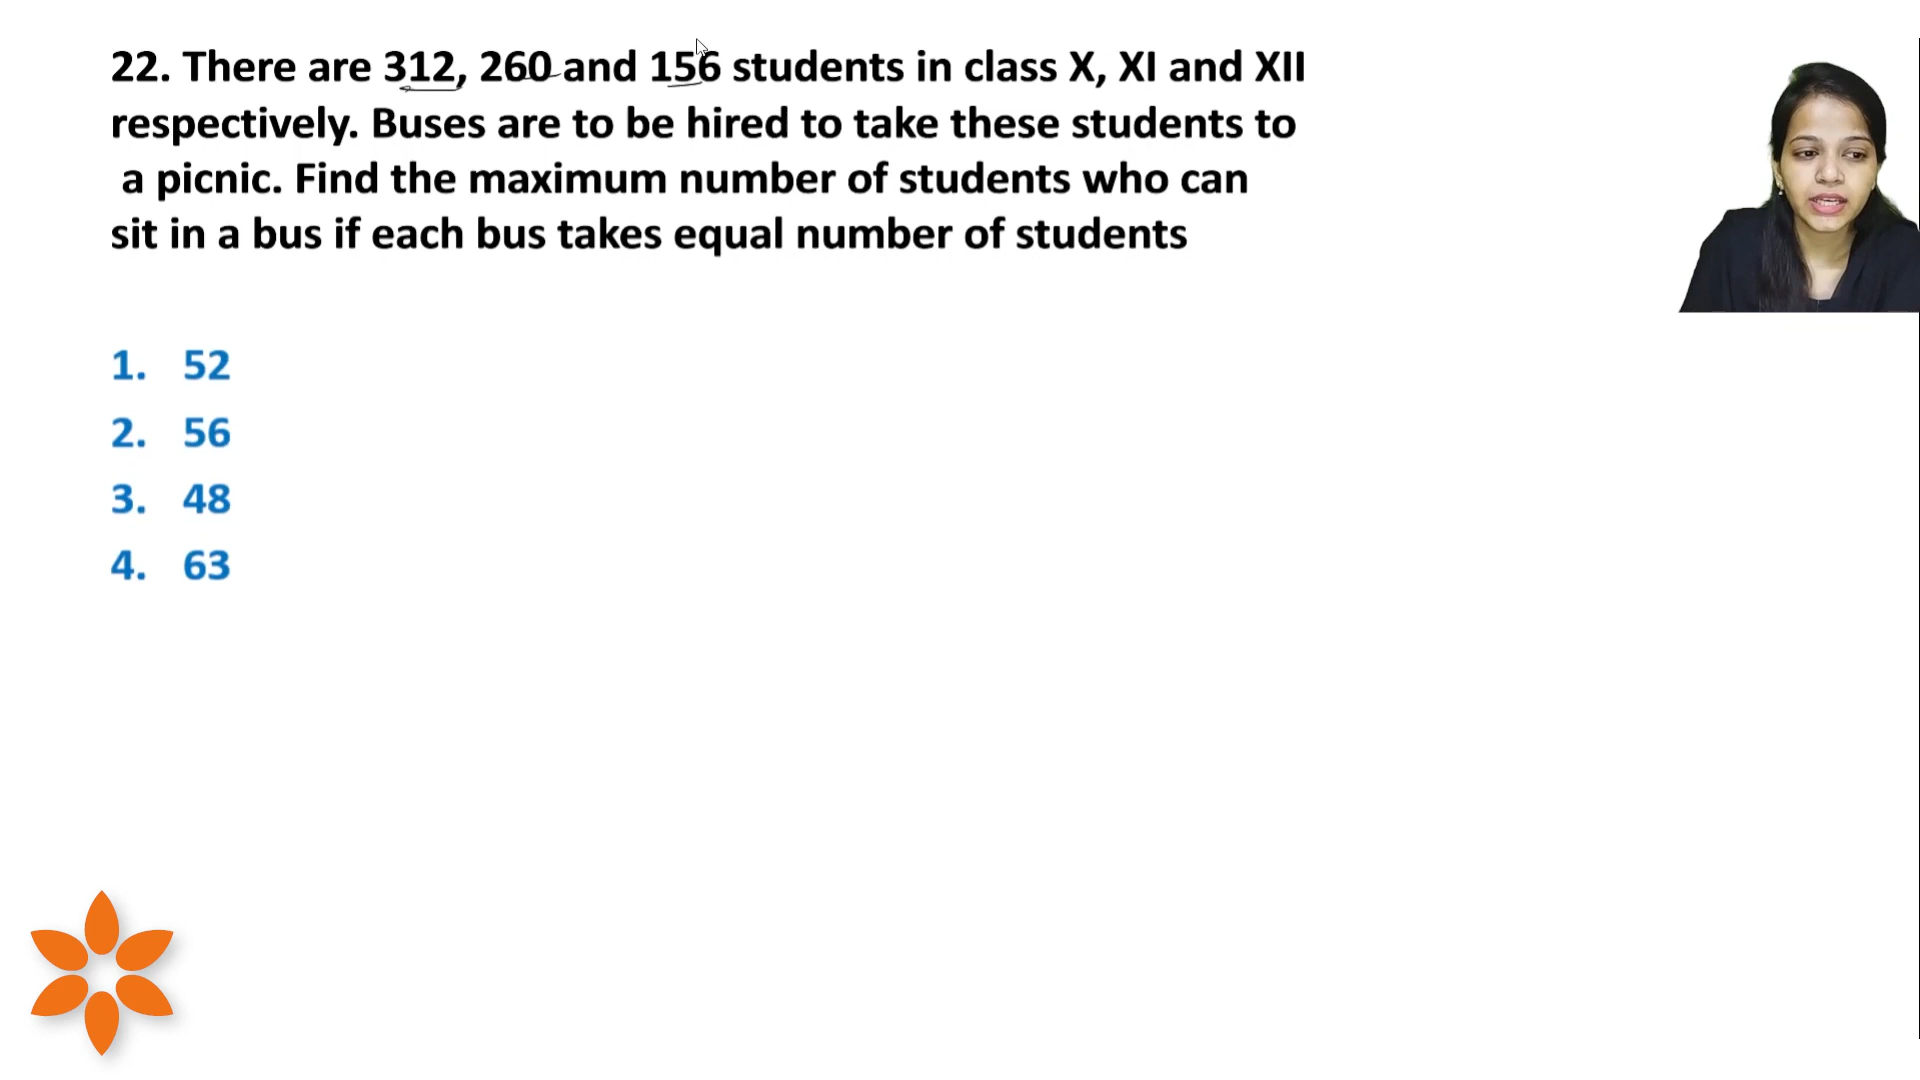 22. There are 312, 260 and 156 students in class X, XI and XII
respectively. Buses are to be hired to take these students to
a picnic. Find the maximum number of students who can
sit in a bus if each bus takes equal number of students
1. 52
2. 56
3. 48
4. 63